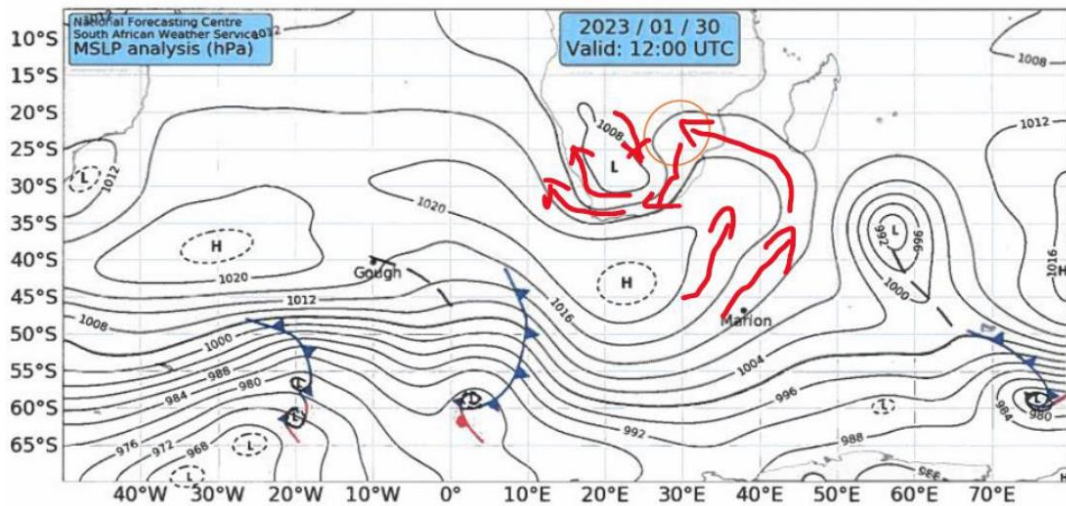 National Forecasting Centre
South African Weather Service
MSLP analysis (hPa)
1012
1012
2023 / 01 / 30
Valid: 12:00 UTC
10°S
15°S
20°S
25°S
30°S
35°S
40°S
45°S
50°S
55°S
60°S
65°S
1008
1012
1008
L
L
1012
1020
H
1020
Gough
H
L
992
996
1000
1016
H
1012
1016
Marion
1008
1000
988
980
984
1004
996
992
988
976
972
968
L
L
L
L
L
L
L
984
980
H
40°W
30°W
20°W
10°W
0°
10°E
20°E
30°E
40°E
50°E
60°E
70°E